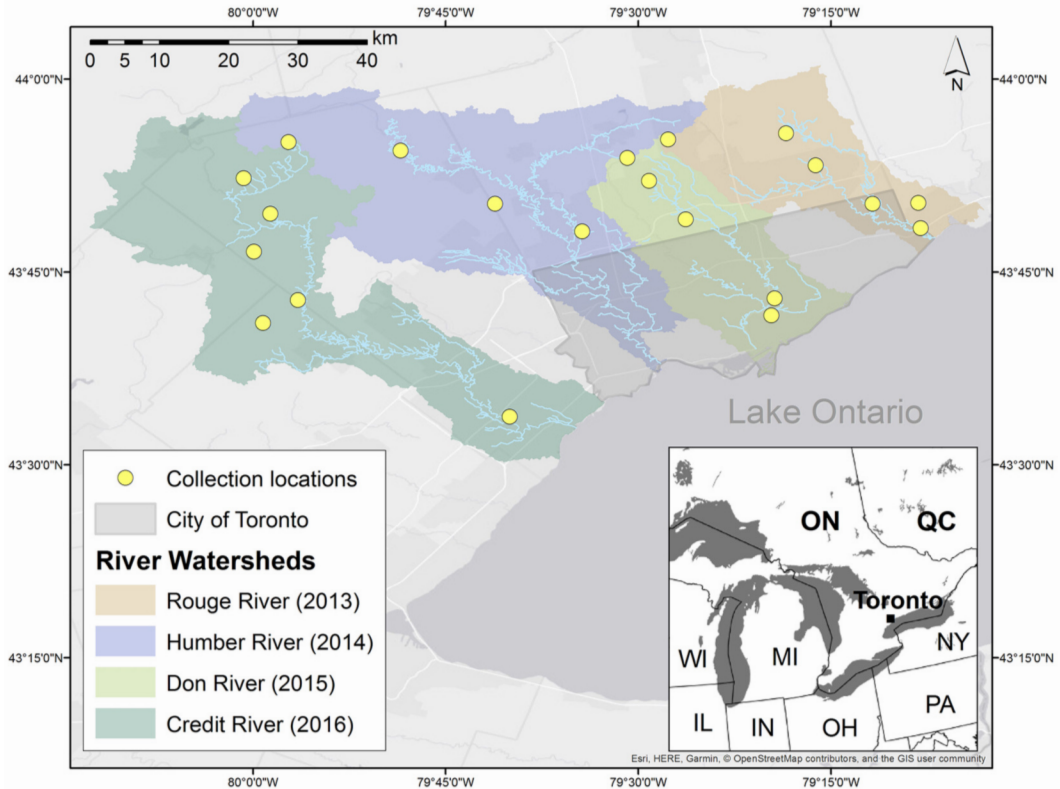 80°0'0"W 79°45'0"W 79°30'0"W 79°15'0"W
km
0 5 10 20 30 40
N
44°0'0"N 44°0'0"N
43°45'0"N 43°45'0"N
Lake Ontario
43°30'0"N 43°30'0"N
Collection locations
City of Toronto
River Watersheds
Rouge River (2013)
Humber River (2014)
Don River (2015)
Credit River (2016)
ON QC
Toronto
WI MI NY
IL IN OH PA
43°15'0"N 43°15'0"N
Esri, HERE, Garmin, © OpenStreetMap contributors, and the GIS user community
80°0'0"W 79°45'0"W 79°30'0"W 79°15'0"W